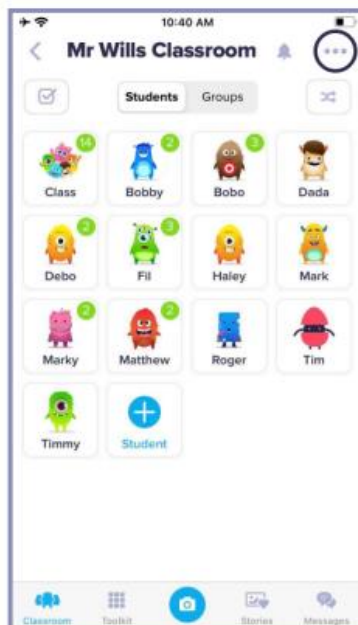 10:40 AM
Mr Wills Classroom
Students Groups
14 2 3
Class Bobby Bobo Dada
2 3
Debo Fil Haley Mark
2 2
Marky Matthew Roger Tim
Timmy Student
Classroom Toolkit Stories Messages